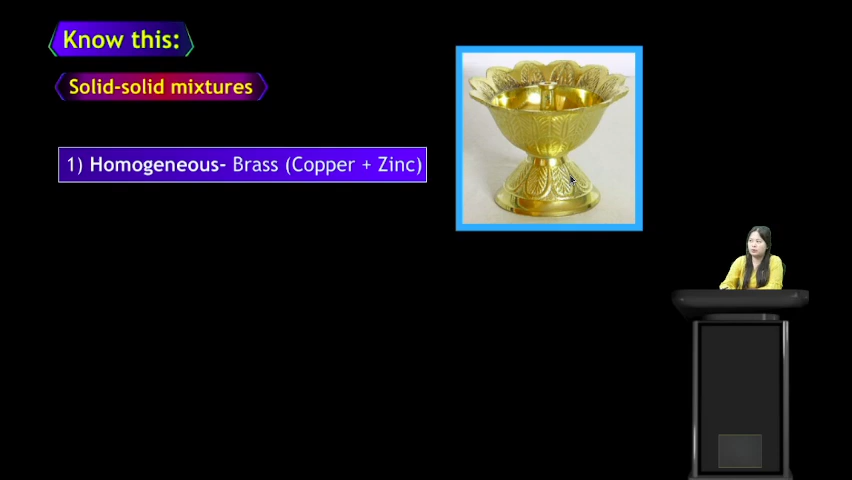 Know this:
Solid-solid mixtures
1) Homogeneous- Brass (Copper + Zinc)